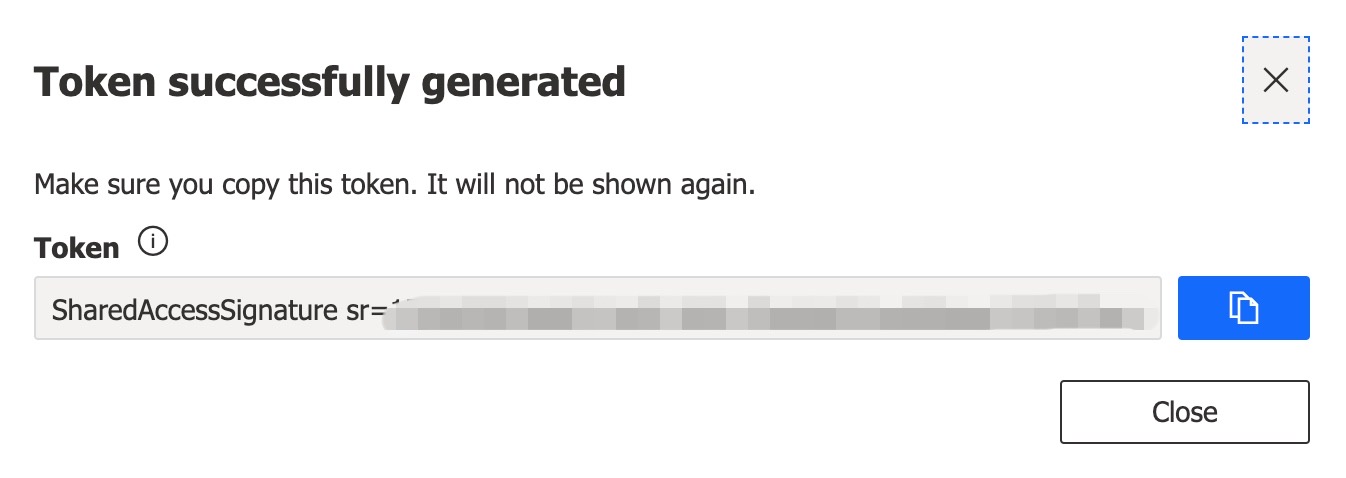 Token successfully generated
Make sure you copy this token. It will not be shown again.
Token
SharedAccessSignature sr=
Close